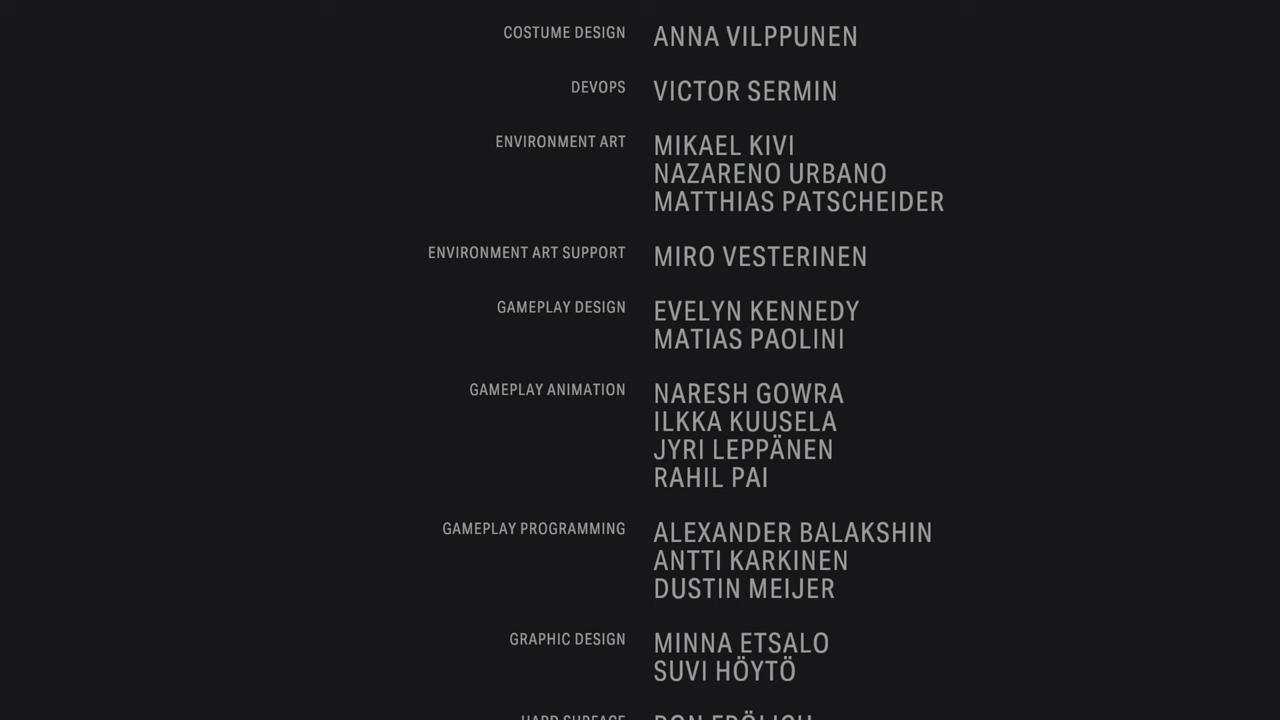 COSTUME DESIGN ANNA VILPPUNEN
DEVOPS VICTOR SERMIN
ENVIRONMENT ART MIKAEL KIVI
NAZARENO URBANO
MATTHIAS PATSCHEIDER
ENVIRONMENT ART SUPPORT MIRO VESTERINEN
GAMEPLAY DESIGN EVELYN KENNEDY
MATIAS PAOLINI
GAMEPLAY ANIMATION NARESH GOWRA
ILKKA KUUSELA
JYRI LEPPÄNEN
RAHIL PAI
GAMEPLAY PROGRAMMING ALEXANDER BALAKSHIN
ANTTI KARKINEN
DUSTIN MEIJER
GRAPHIC DESIGN MINNA ETSALO
SUVI HÖYTÖ
HARD SURFACE